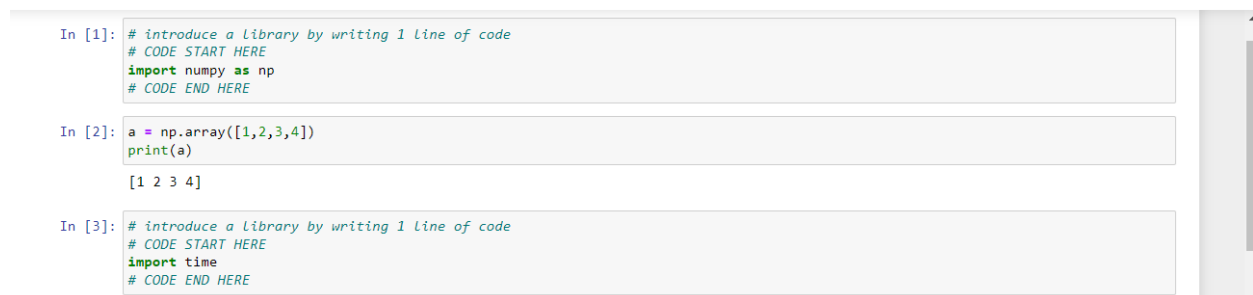 In [1]: # introduce a library by writing 1 line of code
# CODE START HERE
import numpy as np
# CODE END HERE
In [2]: a = np.array([1,2,3,4])
print(a)
[1 2 3 4]
In [3]: # introduce a library by writing 1 line of code
# CODE START HERE
import time
# CODE END HERE